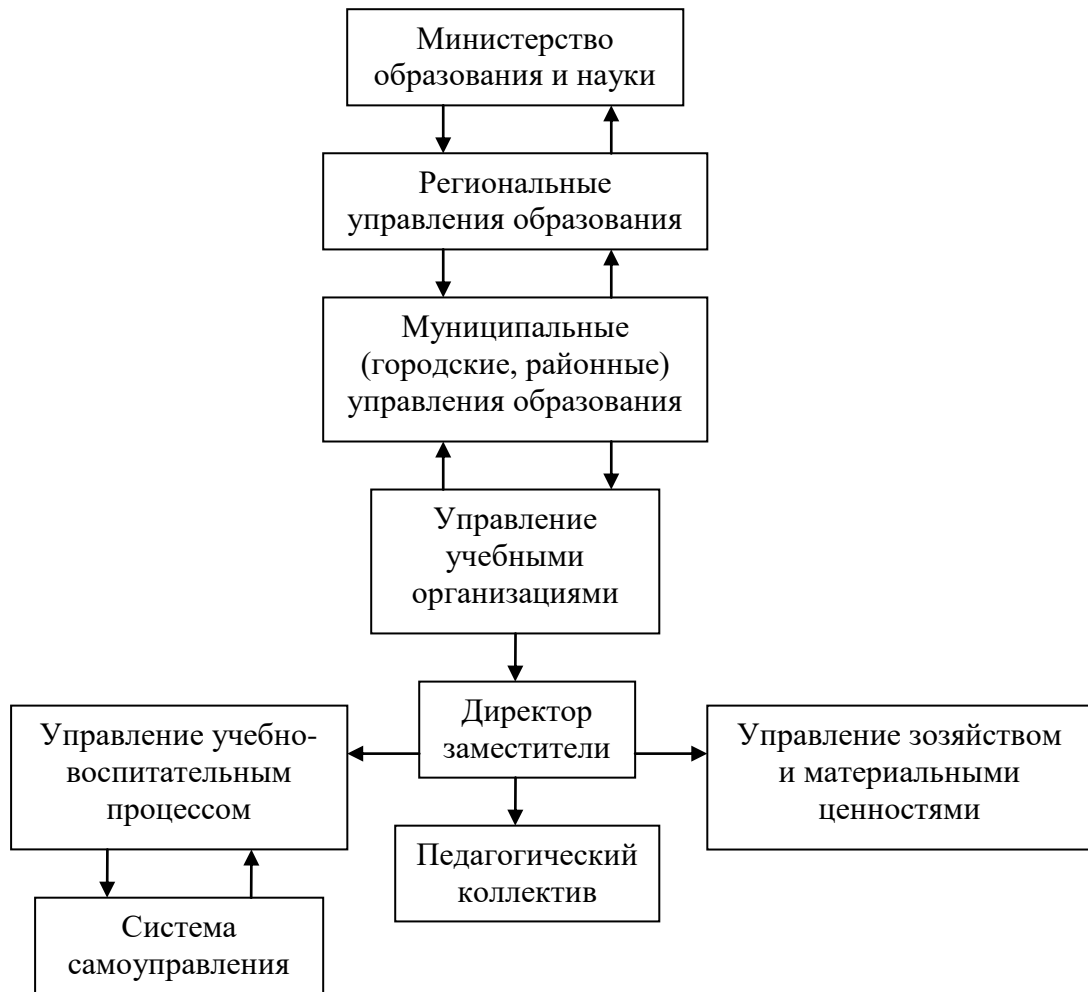 Министерство
образования и науки
Региональные
управления образования
Муниципальные
(городские, районные)
управления образования
Управление
учебными
организациями
Директор
заместители
Управление учебно-
воспитательным
процессом
Управление зозяйством
и материальными
ценностями
Педагогический
коллектив
Система
самоуправления